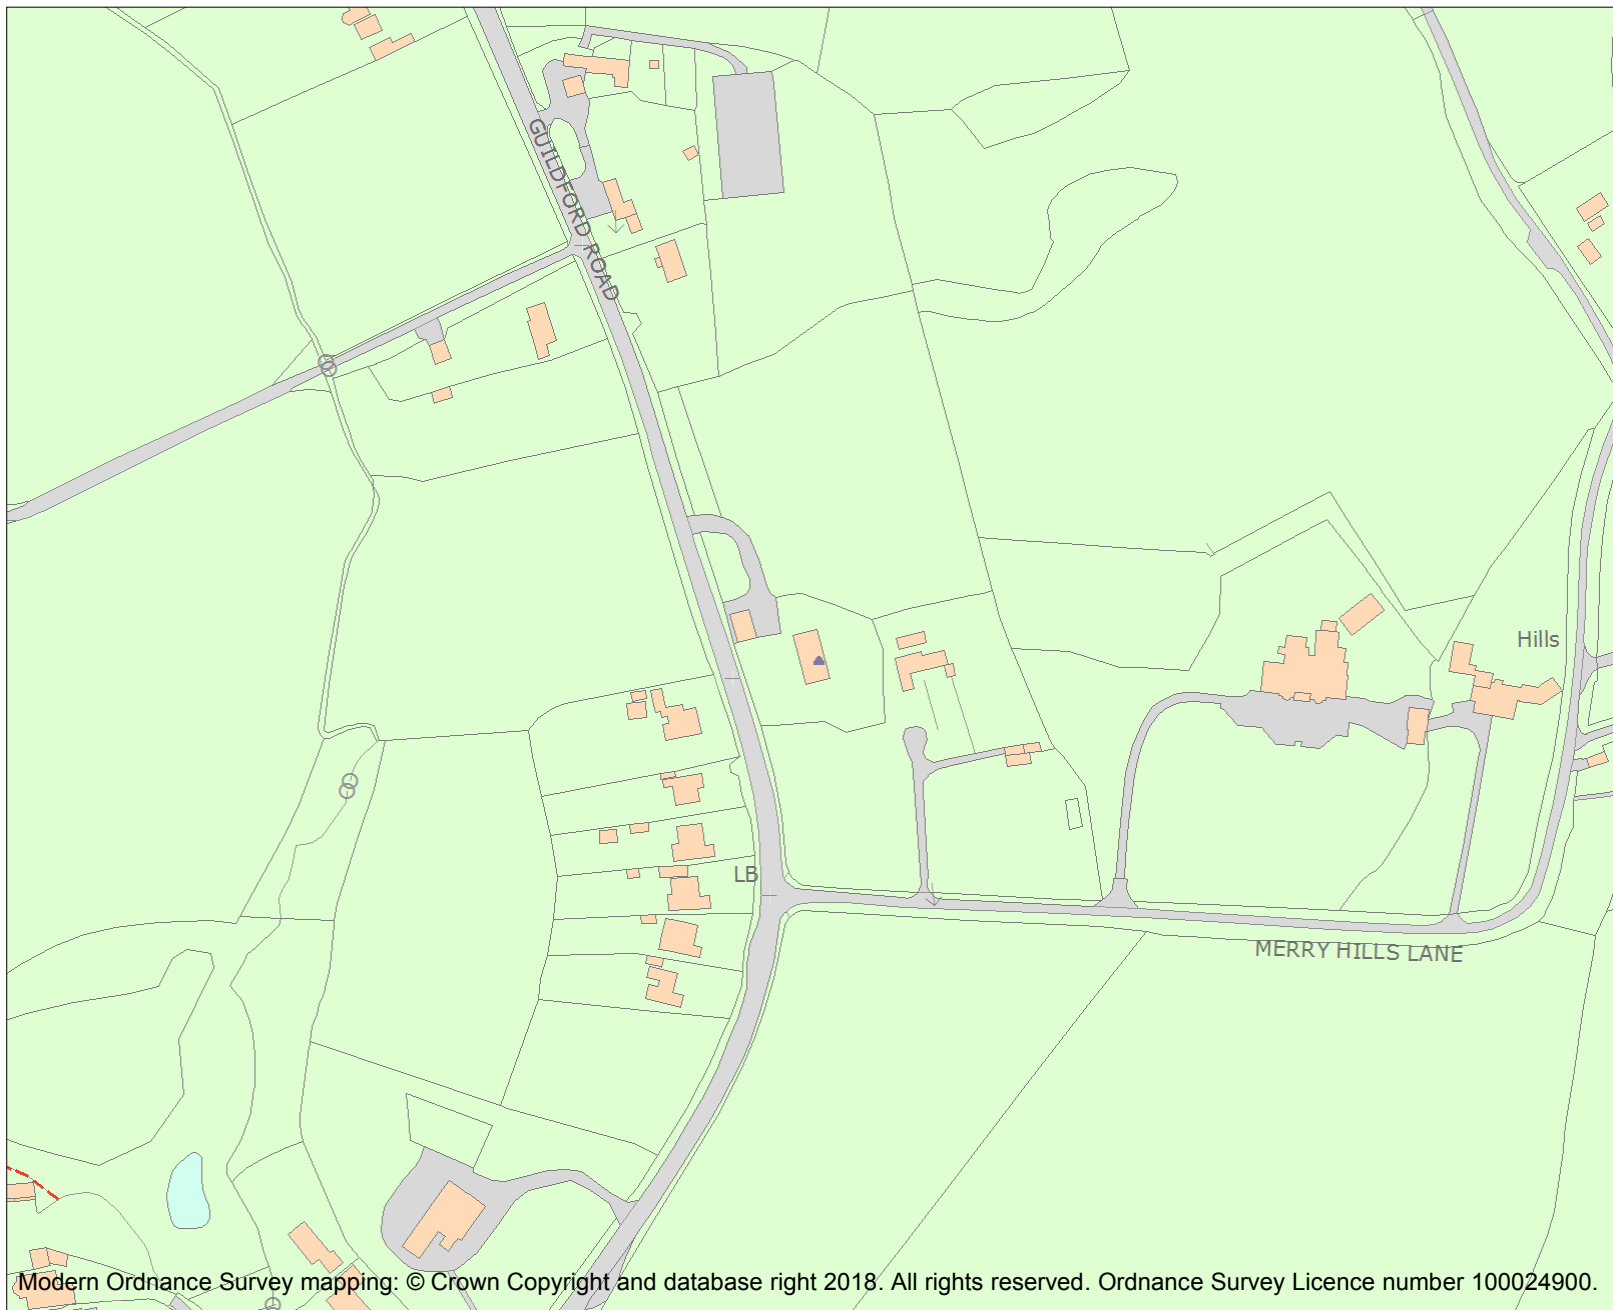 GUILDFORD ROAD
Hills
LB
MERRY HILLS LANE
Modern Ordnance Survey mapping: © Crown Copyright and database right 2018. All rights reserved. Ordnance Survey Licence number 100024900.